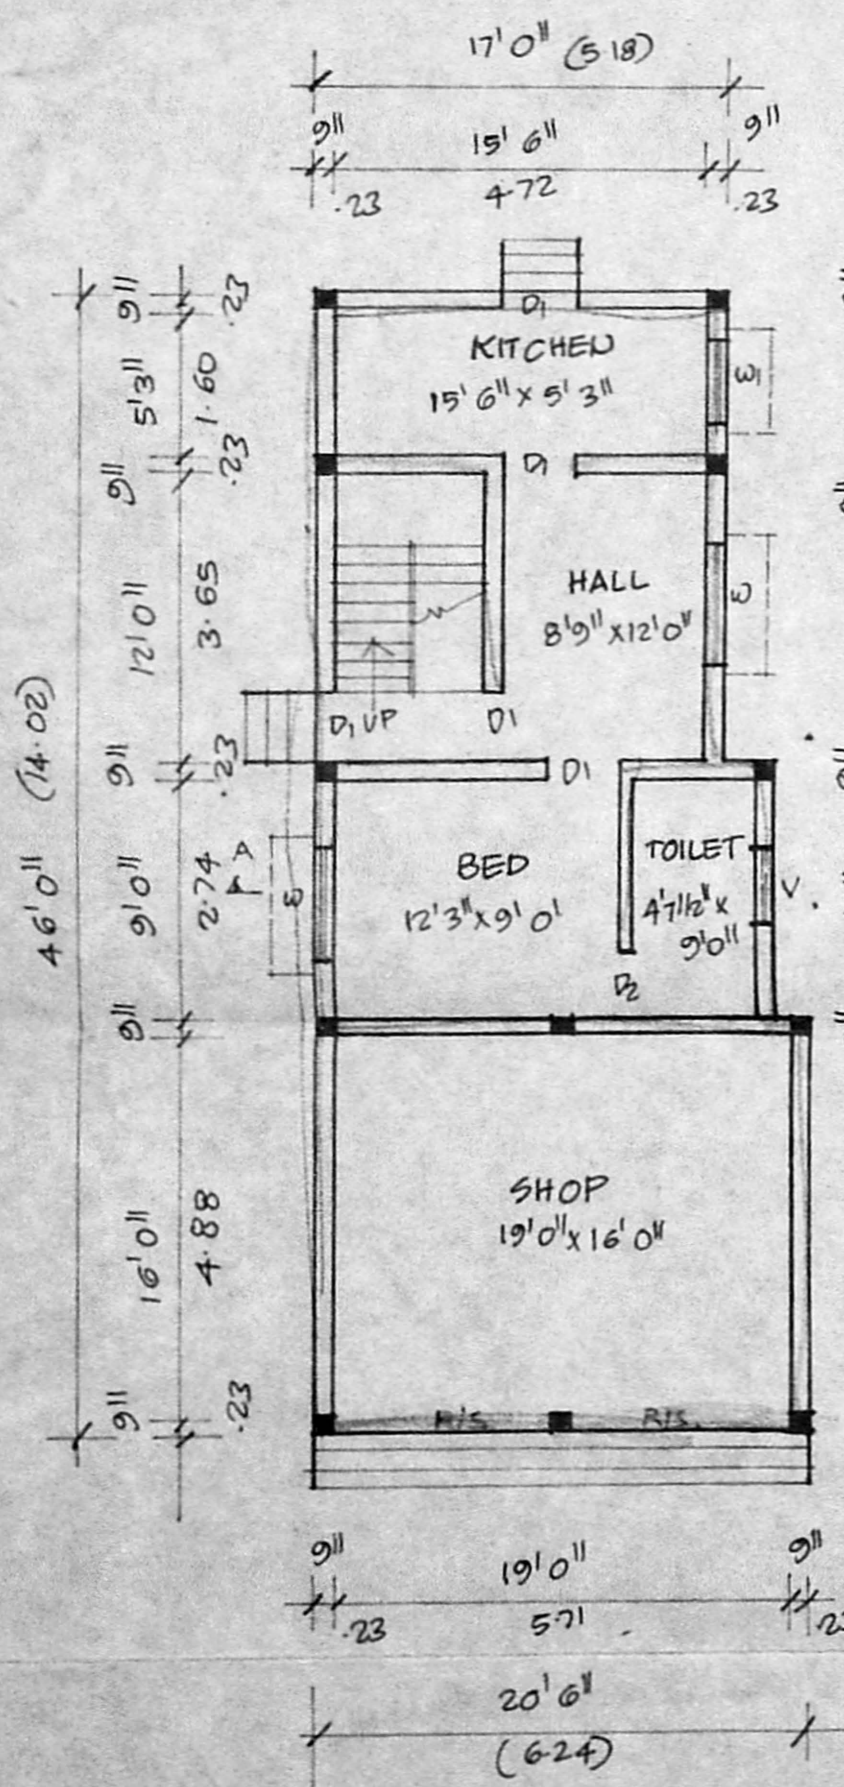 17'0" (5.18)
9" 15'6" 9"
.23 4.72 .23
9" .23
5'3" 1.60
9" .23
12'0" 3.65
9" .23
9'0" 2.74
9"
16'0" 4.88
9" .23
46'0" (14.02)
D1
KITCHEN
15'6" x 5'3"
W1
D1
HALL
8'9" x 12'0"
W
D1 UP D1
D1
A
W
BED
12'3" x 9'0'
TOILET
4'7 1/2" x
9'0"
V
D2
SHOP
19'0" x 16'0"
R/S. R/S.
9" 19'0" 9"
.23 5.71
20'6"
(6.24)